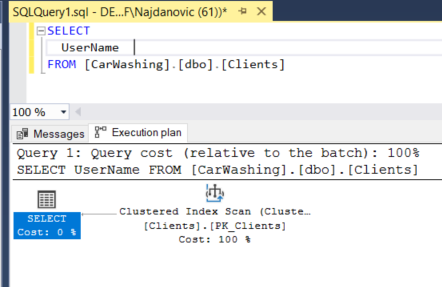 SQLQuery1.sql - DE...F\Najdanovic (61))*
SELECT
UserName
FROM [CarWashing].[dbo].[Clients]
100 %
Messages Execution plan
Query 1: Query cost (relative to the batch): 100%
SELECT UserName FROM [CarWashing].[dbo].[Clients]
SELECT
Cost: 0 %
Clustered Index Scan (Cluste…
[Clients].[PK_Clients]
Cost: 100 %